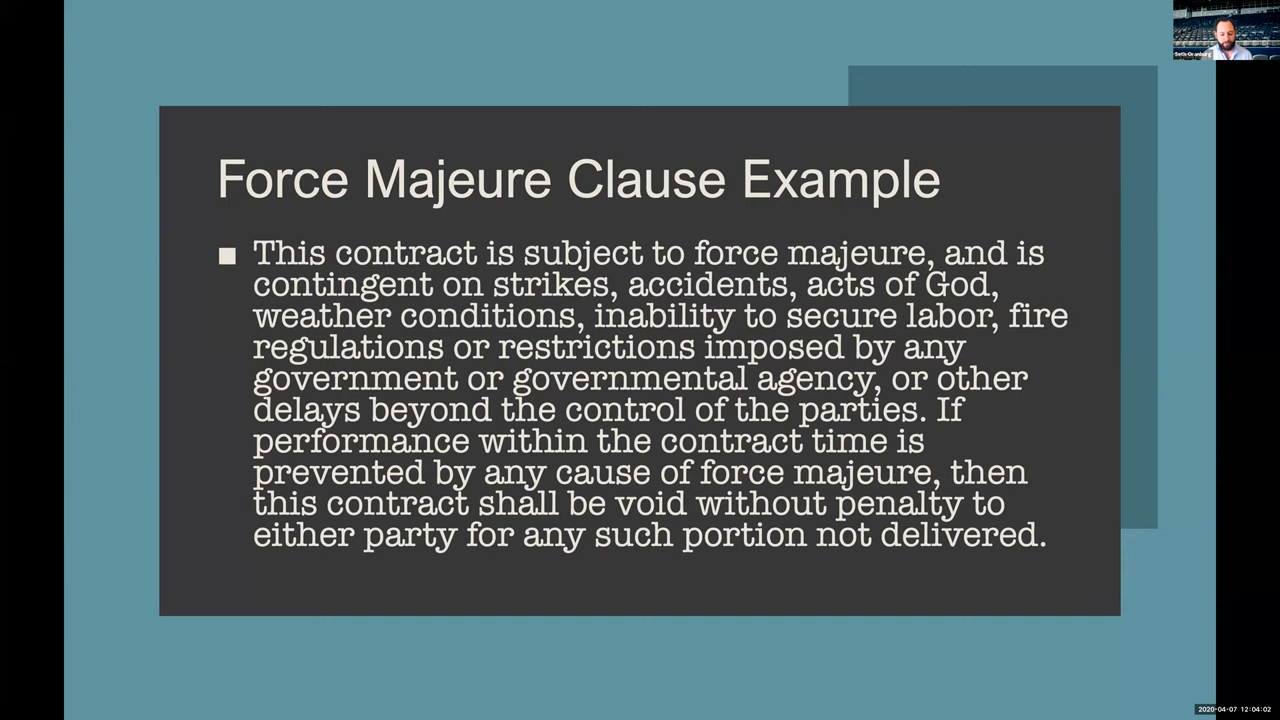 Force Majeure Clause Example
■ This contract is subject to force majeure, and is
contingent on strikes, accidents, acts of God,
weather conditions, inability to secure labor, fire
regulations or restrictions imposed by any
government or governmental agency, or other
delays beyond the control of the parties. If
performance within the contract time is
prevented by any cause of force majeure, then
this contract shall be void without penalty to
either party for any such portion not delivered.
2020-04-07 12:04:02